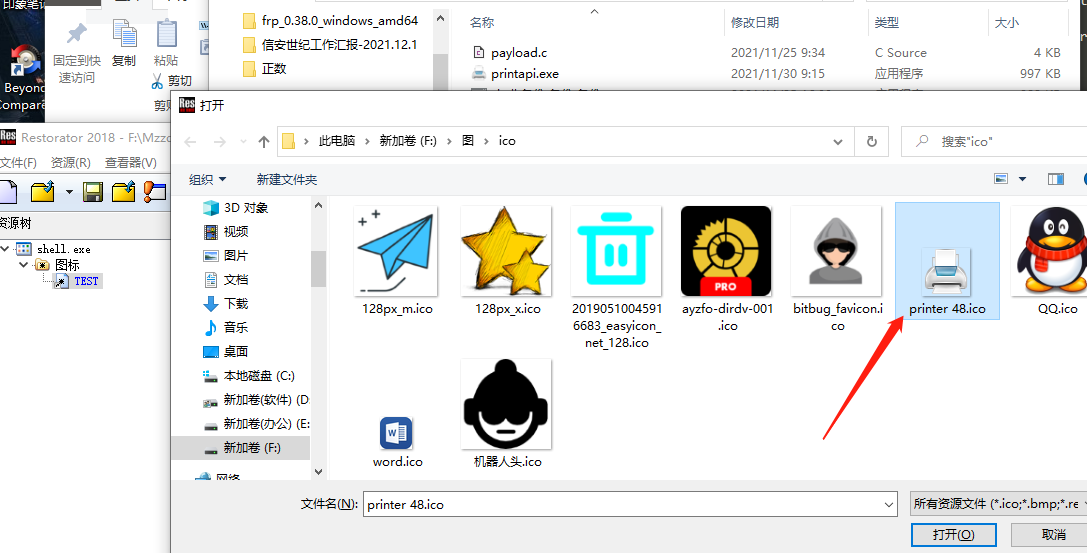 印象笔记
固定到快
速访问
复制
粘贴
剪切
Beyond
Compare
frp_0.38.0_windows_amd64
信安世纪工作汇报-2021.12.1
正数
名称
修改日期
类型
大小
payload.c
2021/11/25 9:34
C Source
4 KB
printapi.exe
2021/11/30 9:15
应用程序
997 KB
Res
打开
Restorator 2018 - F:\Mzzc
文件(F) 资源(R) 查看器(V)
资源树
shell.exe
图标
TEST
此电脑
新加卷 (F:)
图
ico
搜索"ico"
组织
新建文件夹
3D 对象
视频
图片
文档
下载
音乐
桌面
本地磁盘 (C:)
新加卷(软件) (D:
新加卷(办公) (E:
新加卷 (F:)
网络
128px_m.ico
128px_x.ico
2019051004591
6683_easyicon_
net_128.ico
PRO
ayzfo-dirdv-001
.ico
bitbug_favicon.i
co
printer 48.ico
QQ.ico
W
word.ico
机器人头.ico
文件名(N):
printer 48.ico
所有资源文件 (*.ico;*.bmp;*.re
打开(O)
取消